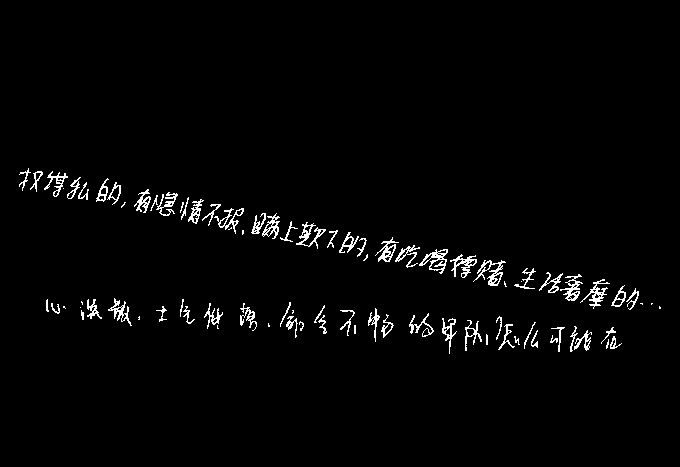 权谋私的,有隐情不报、瞒上欺下的,有吃喝嫖赌、生活奢靡的…
心涣散、士气低落、命令不畅的军队,怎么可能在